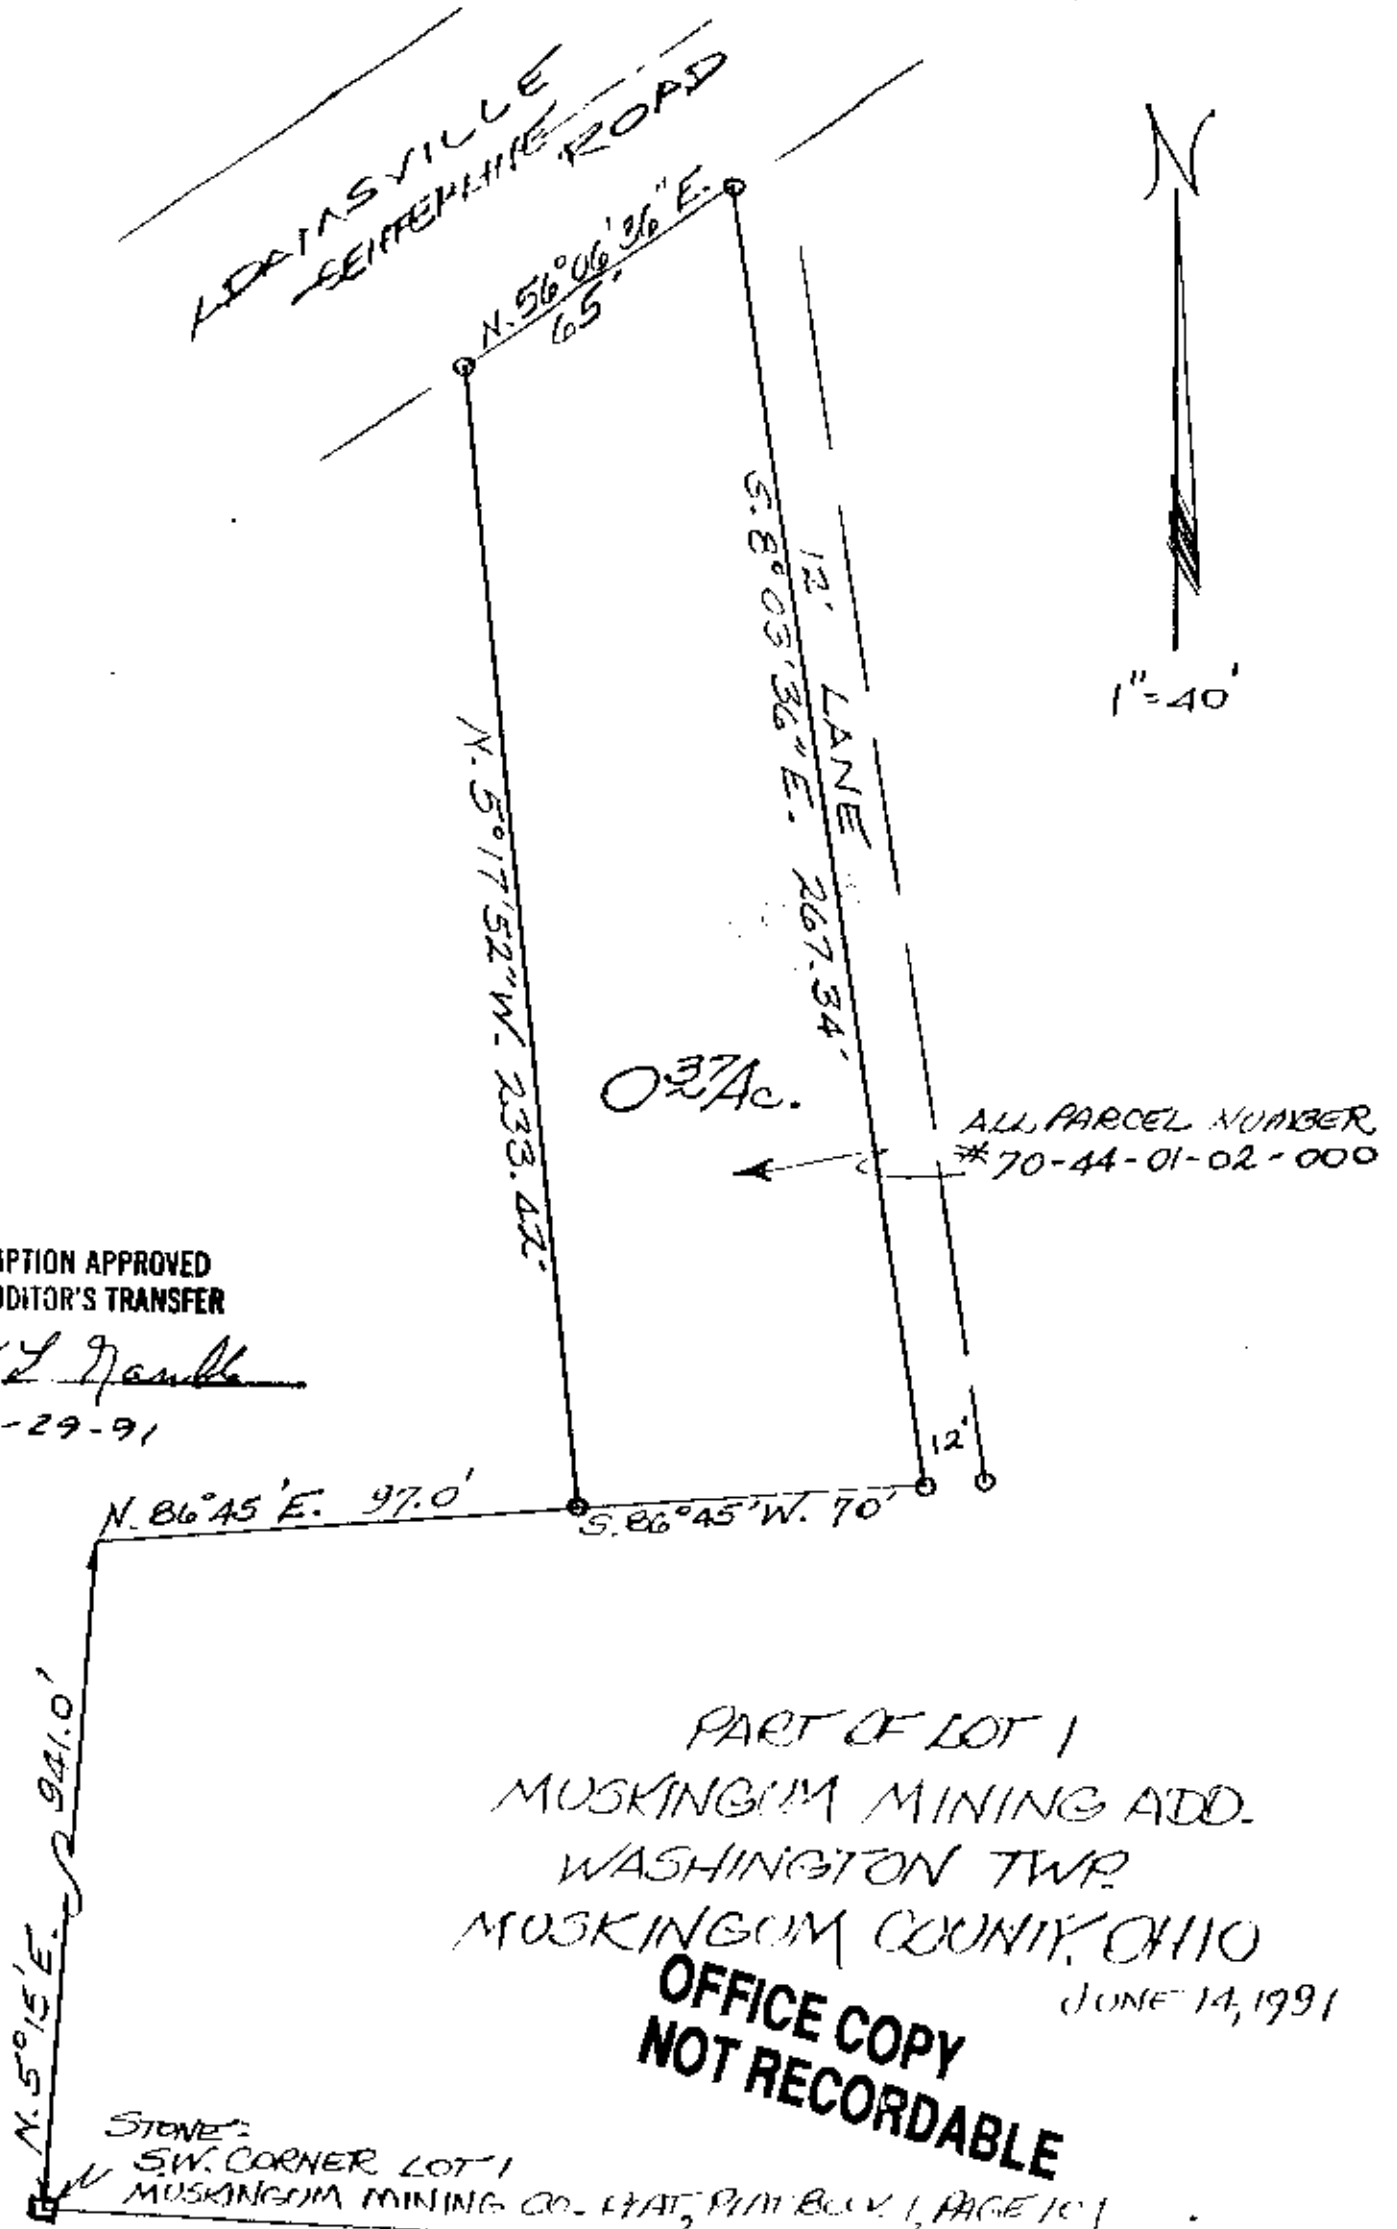 ROAD
N. 56°06'36" E.
65'
N
1"=40'
12' LANE
S. 8°03'36" E. 267.34'
N. 5°17'52" W. 233.42'
0 37 Ac.
ALL PARCEL NUMBER
#70-44-01-02-000
PTION APPROVED
DITOR'S TRANSFER
-29-91
12'
N. 86°45'E. 97.0'
S. 86°45'W. 70'
N. 5°15'E. 941.0'
PART OF LOT 1
MUSKINGUM MINING ADD.
WASHINGTON TWP.
MUSKINGUM COUNTY, OHIO
JUNE 14, 1991
OFFICE COPY
NOT RECORDABLE
STONE:
S.W. CORNER LOT 1
MUSKINGUM MINING CO. PLAT, PLAT BOOK 1, PAGE